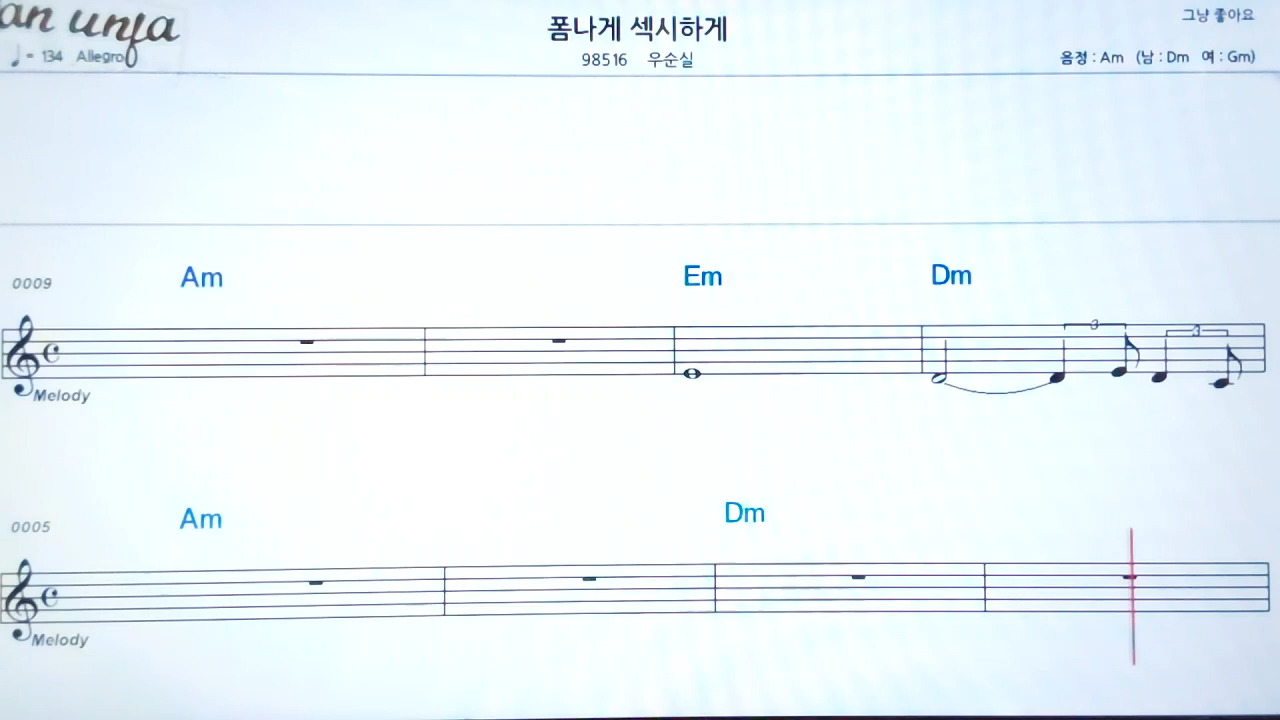 an unja
♩= 134 Allegro
폼나게 섹시하게
98516 우순실
그냥 좋아요
음정 : Am (남 : Dm 여 : Gm)
0009 Am Em Dm
3 3
Melody
0005 Am Dm
Melody